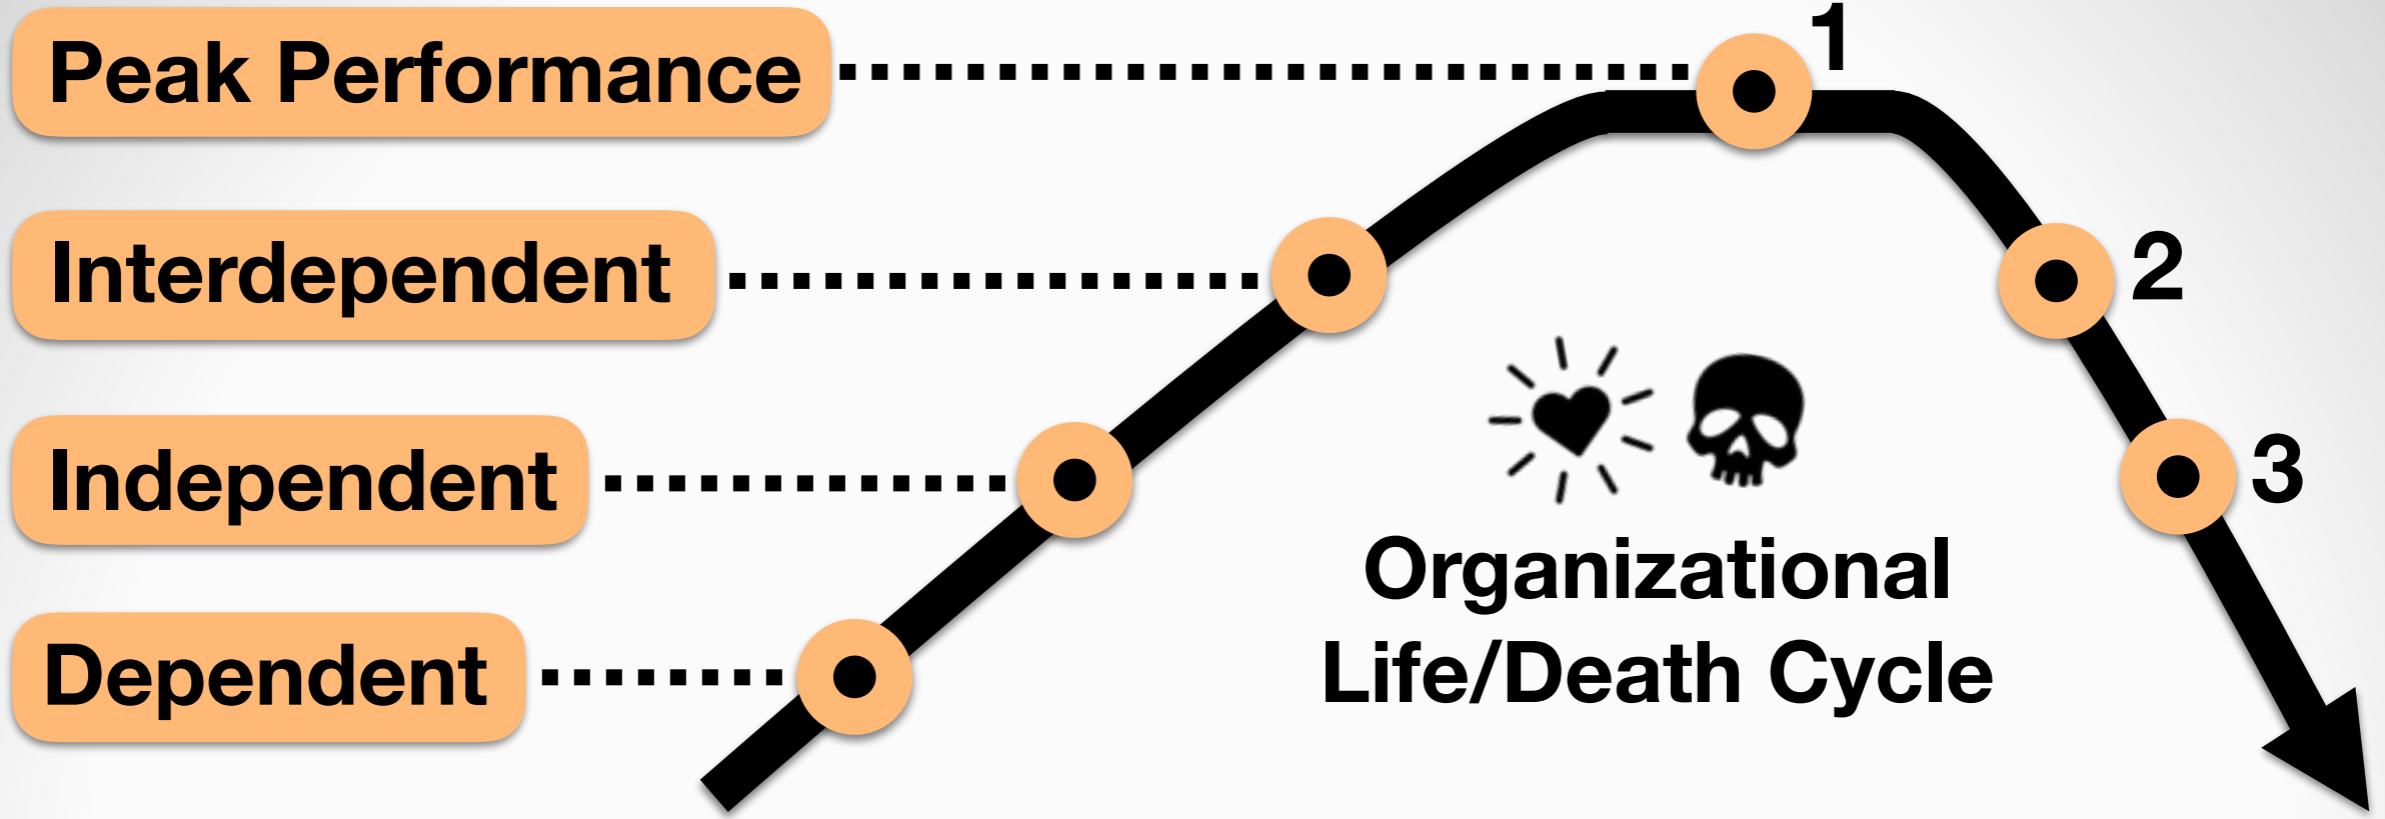 Peak Performance
1
Interdependent
2
Independent
3
Organizational
Life/Death Cycle
Dependent